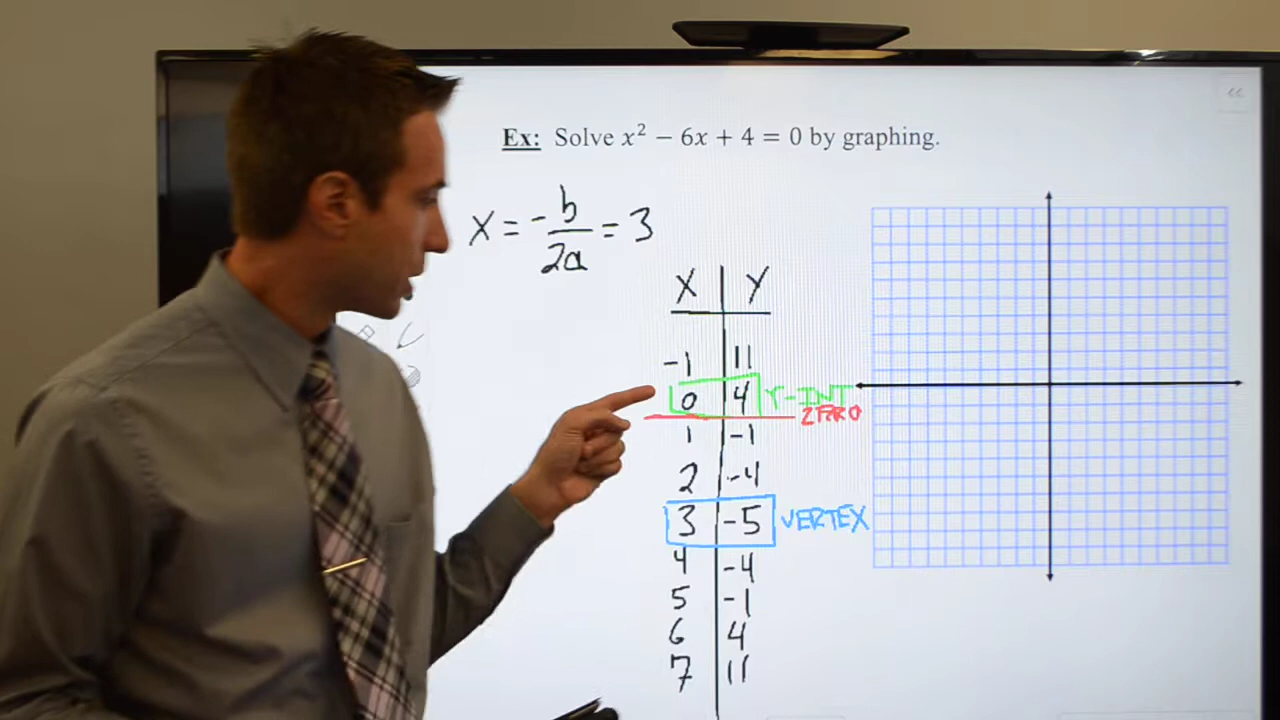 Ex: Solve x² − 6x + 4 = 0 by graphing.
X = -b/2a = 3
X | Y
-1 | 11
0 | 4 Y-INT
ZERO
1 | -1
2 | -4
3 | -5 VERTEX
4 | -4
5 | -1
6 | 4
7 | 11